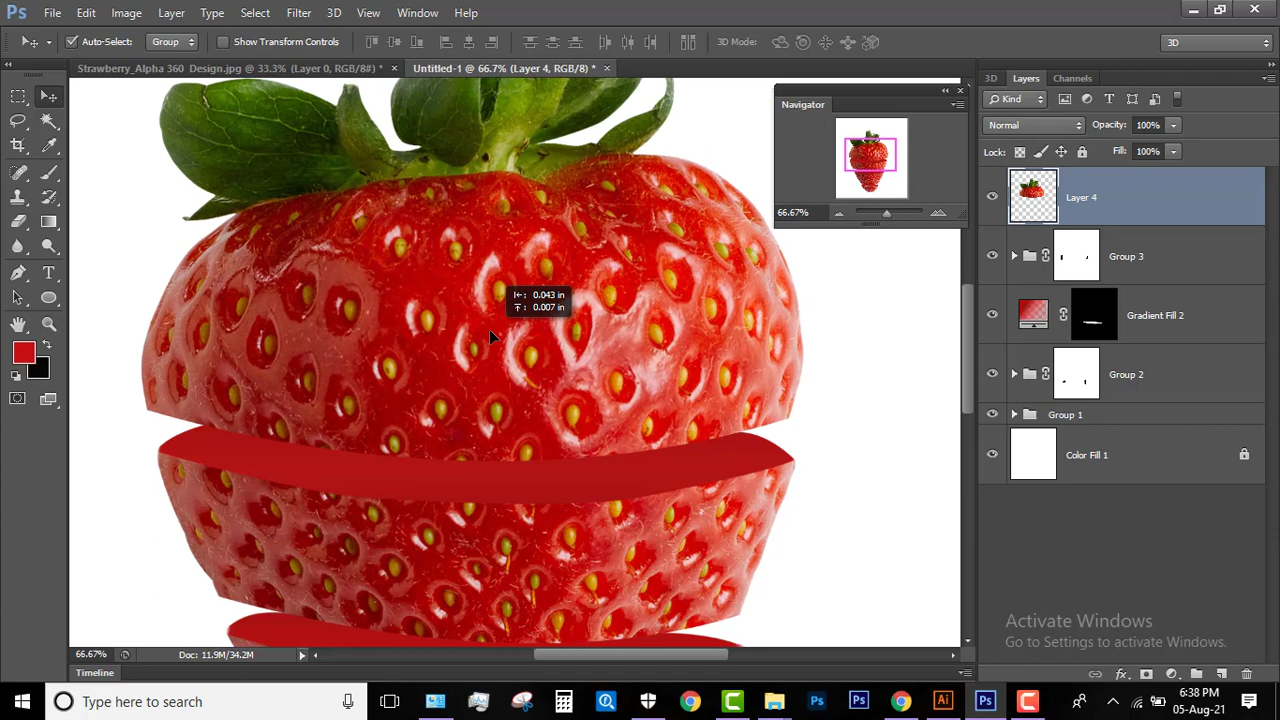 Ps File Edit Image Layer Type Select Filter 3D View Window Help
Auto-Select: Group Show Transform Controls 3D Mode: 3D
Strawberry_Alpha 360 Design.jpg @ 33.3% (Layer 0, RGB/8#) * × Untitled-1 @ 66.7% (Layer 4, RGB/8) * ×
3D Layers Channels
Navigator
Kind
Normal Opacity: 100%
Lock: Fill: 100%
66.67%
Layer 4
Group 3
0.043 in
0.007 in
Gradient Fill 2
Group 2
Group 1
Color Fill 1
Activate Windows
Go to Settings to activate Windows.
66.67% Doc: 11.9M/34.2M
Timeline
Type here to search
Ps Ps Ai Ps
6:38 PM
05-Aug-21